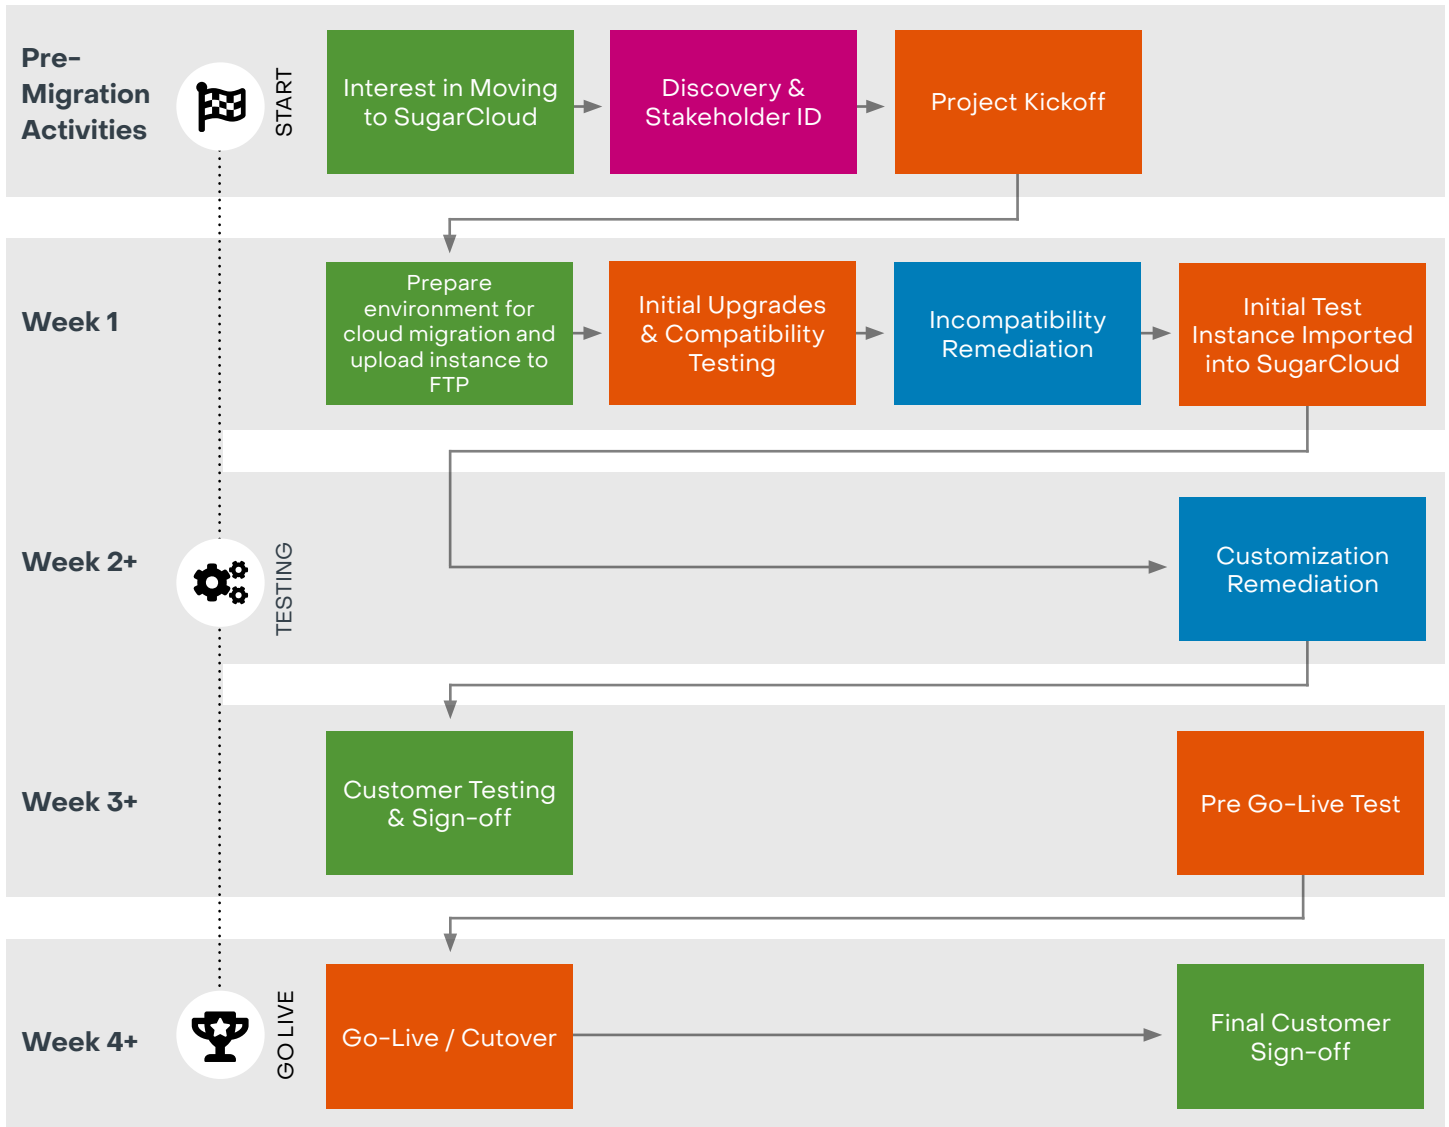 Pre-
Migration
Activities
START
Interest in Moving
to SugarCloud
Discovery &
Stakeholder ID
Project Kickoff
Week 1
Prepare
environment for
cloud migration and
upload instance to
FTP
Initial Upgrades
& Compatibility
Testing
Incompatibility
Remediation
Initial Test
Instance Imported
into SugarCloud
Week 2+
TESTING
Customization
Remediation
Week 3+
Customer Testing
& Sign-off
Pre Go-Live Test
Week 4+
GO LIVE
Go-Live / Cutover
Final Customer
Sign-off